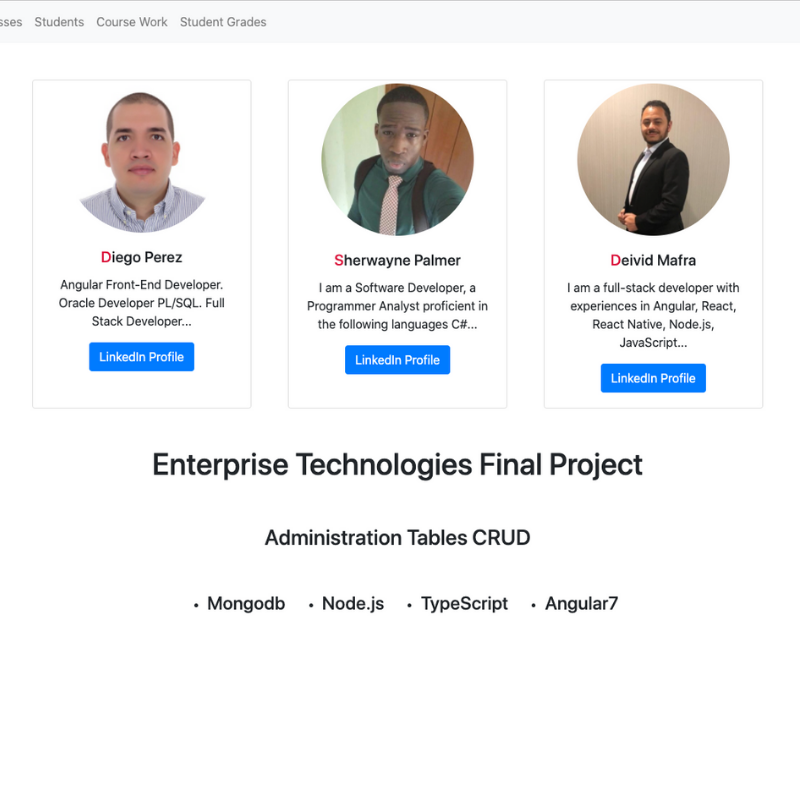 Students Course Work Student Grades
Diego Perez
Angular Front-End Developer.
Oracle Developer PL/SQL. Full
Stack Developer...
LinkedIn Profile
Sherwayne Palmer
I am a Software Developer, a
Programmer Analyst proficient in
the following languages C#...
LinkedIn Profile
Deivid Mafra
I am a full-stack developer with
experiences in Angular, React,
React Native, Node.js,
JavaScript...
LinkedIn Profile
Enterprise Technologies Final Project
Administration Tables CRUD
• Mongodb • Node.js • TypeScript • Angular7